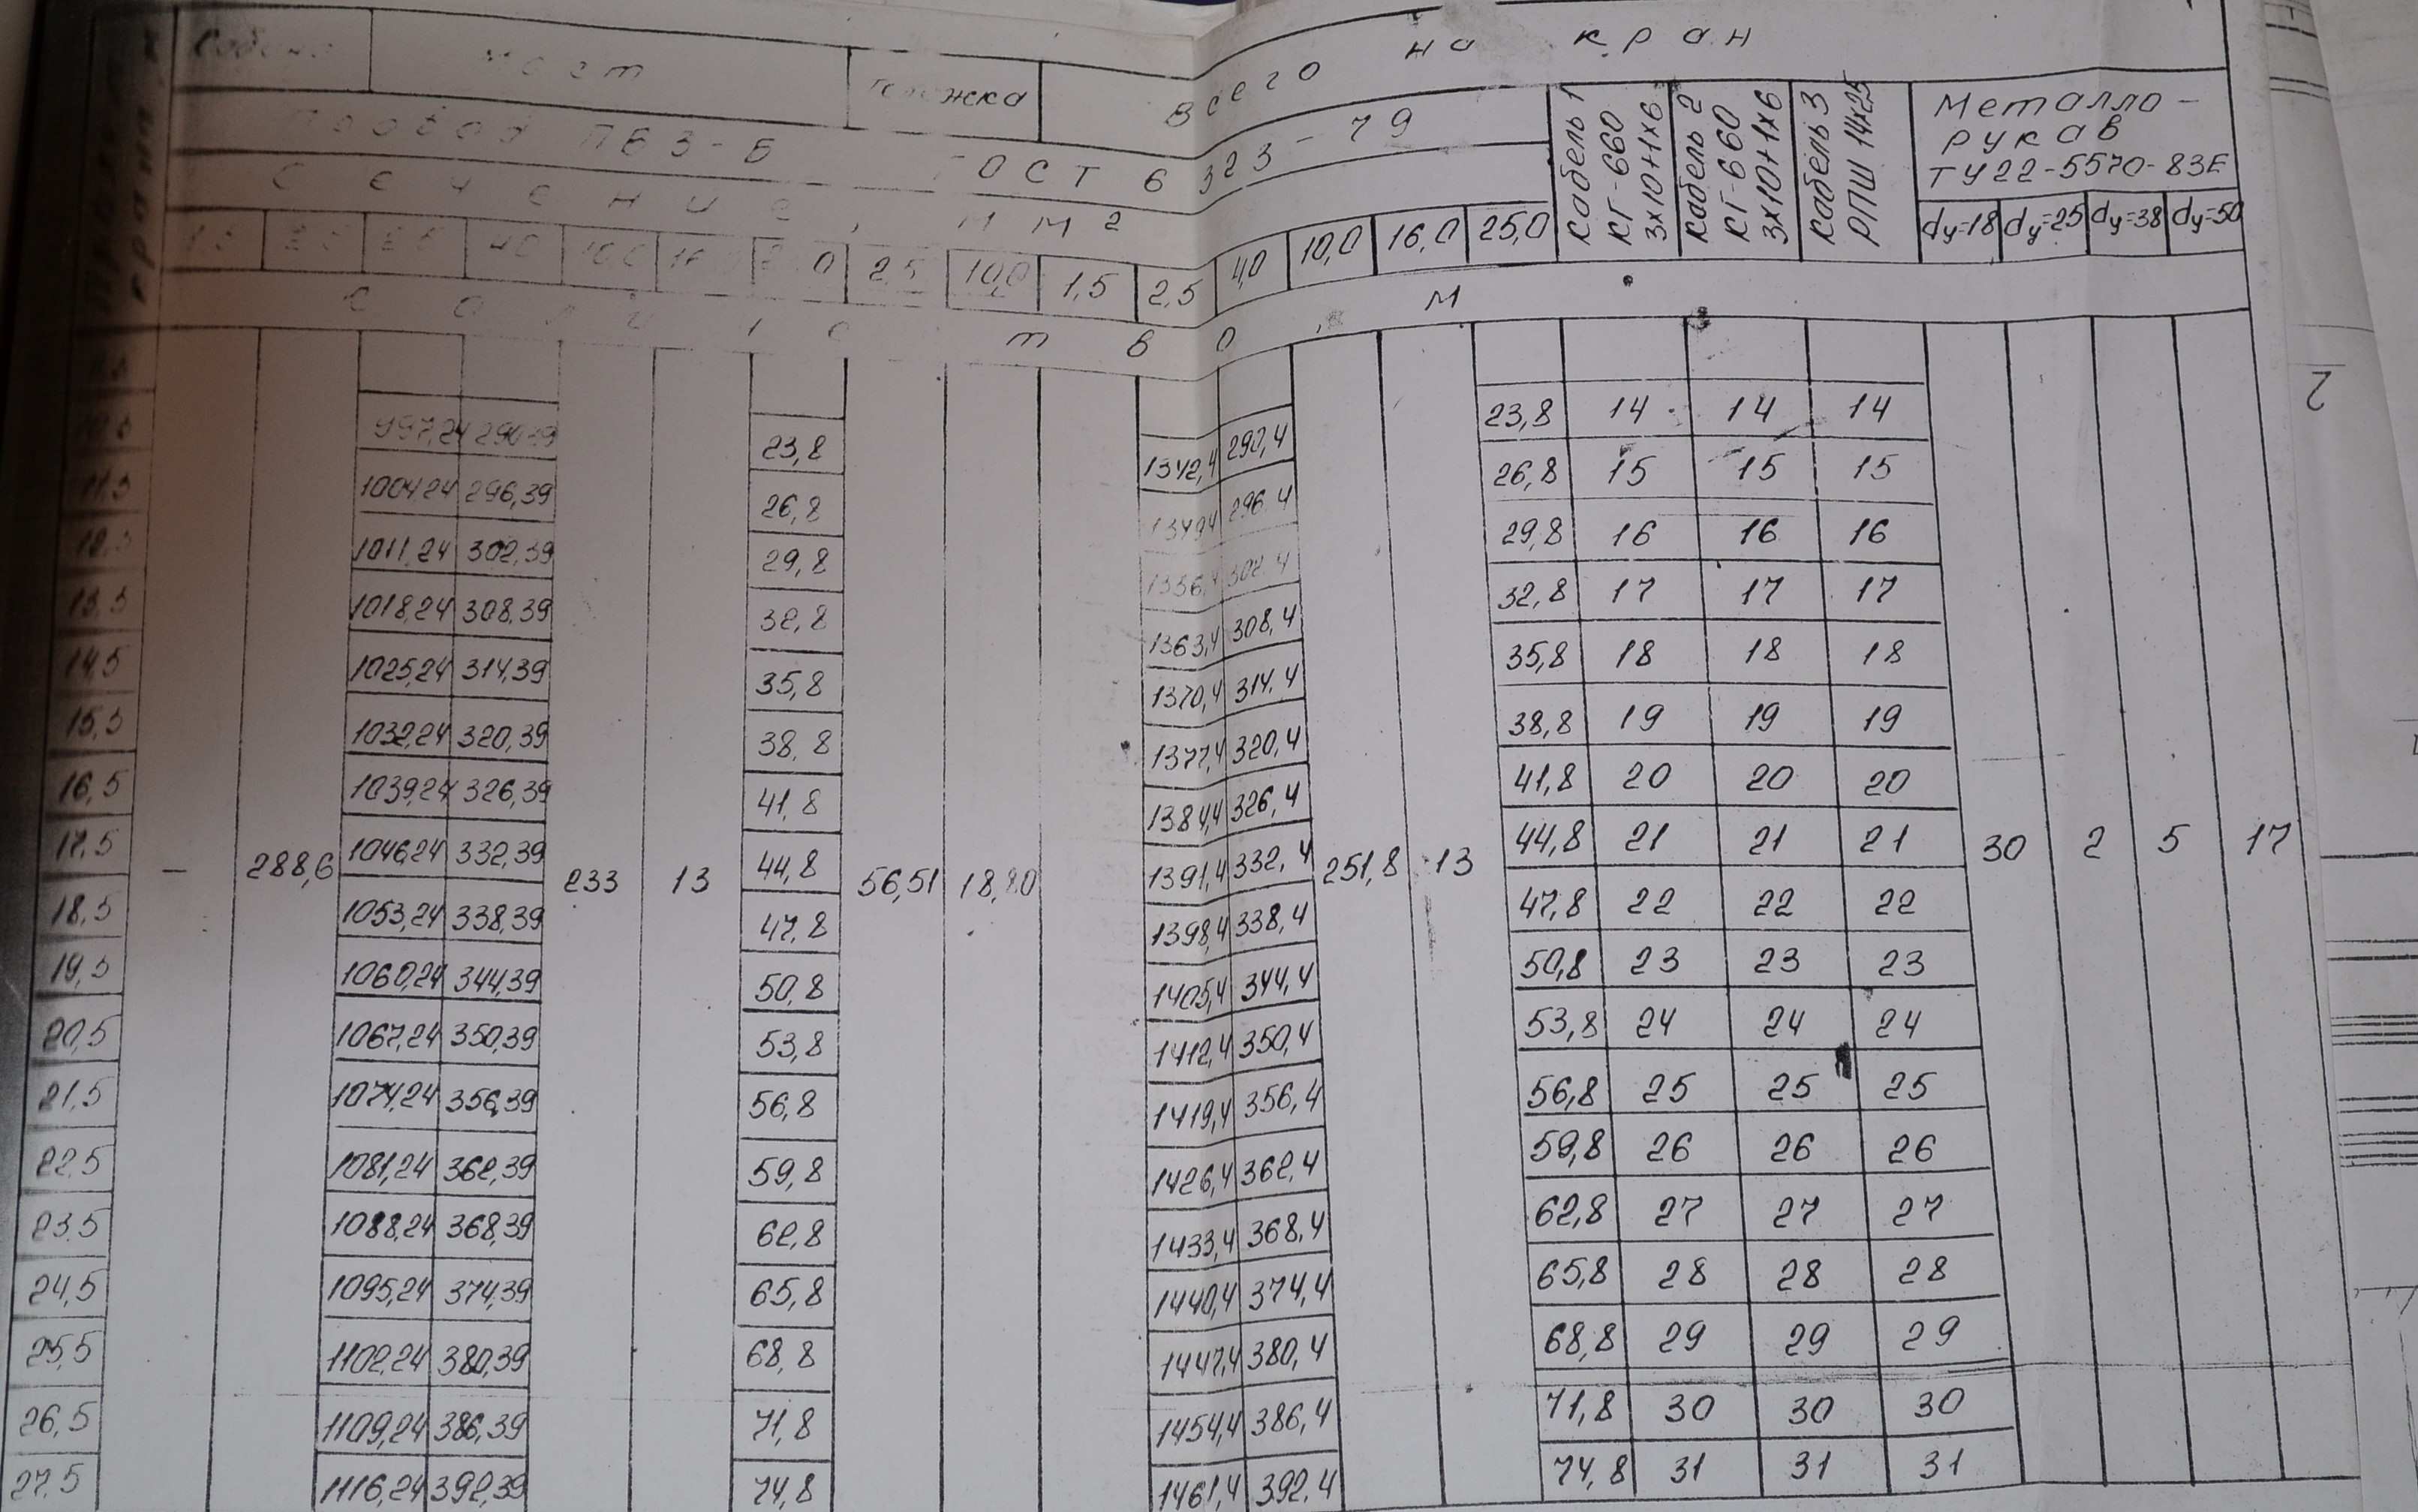 мост
тележка
Всего на кран
Провод ПВ3-Б ГОСТ 6323-79
Кабель 1 КГ-660 3х10+1х6
Кабель 2 КГ-660 3х10+1х6
Кабель 3 РПШ 14х2,5
Металло-
рукав
ТУ22-5570-83Е
Сечение, мм2
10,0 2,5 10,0 1,5 2,5 4,0 10,0 16,0 25,0 dу=18 dу=25 dу=38 dу=50
Количество, м
997,24 290,39 23,8 1342,4 290,4 23,8 14 14 14
11,5 1004,24 296,39 26,8 1349,4 296,4 26,8 15 15 15
12,5 1011,24 302,39 29,8 1356,4 302,4 29,8 16 16 16
13,5 1018,24 308,39 32,8 1363,4 308,4 32,8 17 17 17
14,5 1025,24 314,39 35,8 1370,4 314,4 35,8 18 18 18
15,5 1032,24 320,39 38,8 1377,4 320,4 38,8 19 19 19
16,5 1039,24 326,39 41,8 1384,4 326,4 41,8 20 20 20
17,5 – 288,6 1046,24 332,39 233 13 44,8 56,51 18,80 1391,4 332,4 251,8 13 44,8 21 21 21 30 2 5 17
18,5 1053,24 338,39 47,8 1398,4 338,4 47,8 22 22 22
19,5 1060,24 344,39 50,8 1405,4 344,4 50,8 23 23 23
20,5 1067,24 350,39 53,8 1412,4 350,4 53,8 24 24 24
21,5 1074,24 356,39 56,8 1419,4 356,4 56,8 25 25 25
22,5 1081,24 362,39 59,8 1426,4 362,4 59,8 26 26 26
23,5 1088,24 368,39 62,8 1433,4 368,4 62,8 27 27 27
24,5 1095,24 374,39 65,8 1440,4 374,4 65,8 28 28 28
25,5 1102,24 380,39 68,8 1447,4 380,4 68,8 29 29 29
26,5 1109,24 386,39 71,8 1454,4 386,4 71,8 30 30 30
27,5 1116,24 392,39 74,8 1461,4 392,4 74,8 31 31 31
2